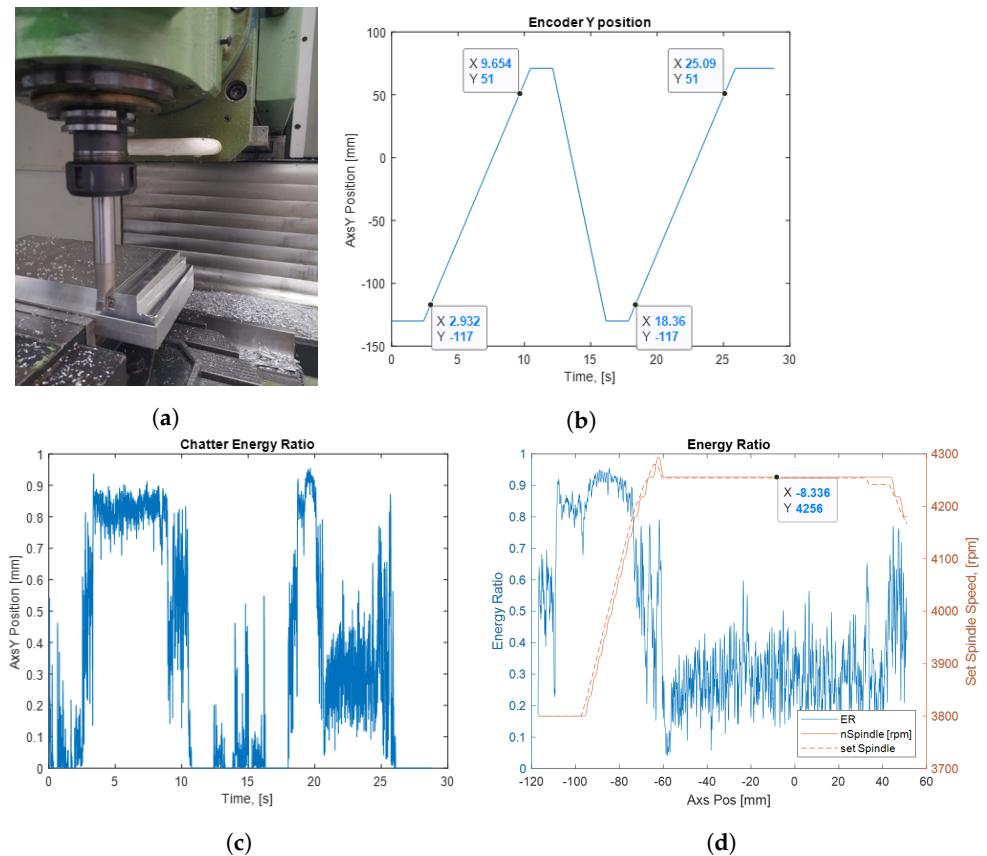 Encoder Y position
100
50
0
-50
-100
-150
AxsY Position [mm]
X 9.654
Y 51
X 25.09
Y 51
X 2.932
Y -117
X 18.36
Y -117
0 5 10 15 20 25 30
Time, [s]
(a)
(b)
Chatter Energy Ratio
1
0.9
0.8
0.7
0.6
0.5
0.4
0.3
0.2
0.1
0
AxsY Position [mm]
0 5 10 15 20 25 30
Time, [s]
(c)
Energy Ratio
1
0.9
0.8
0.7
0.6
0.5
0.4
0.3
0.2
0.1
0
Energy Ratio
X -8.336
Y 4256
4300
4200
4100
4000
3900
3800
3700
Set Spindle Speed, [rpm]
ER
nSpindle [rpm]
set Spindle
-120 -100 -80 -60 -40 -20 0 20 40 60
Axs Pos [mm]
(d)